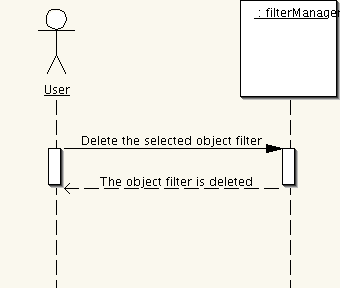 : filterManager
User
Delete the selected object filter
The object filter is deleted